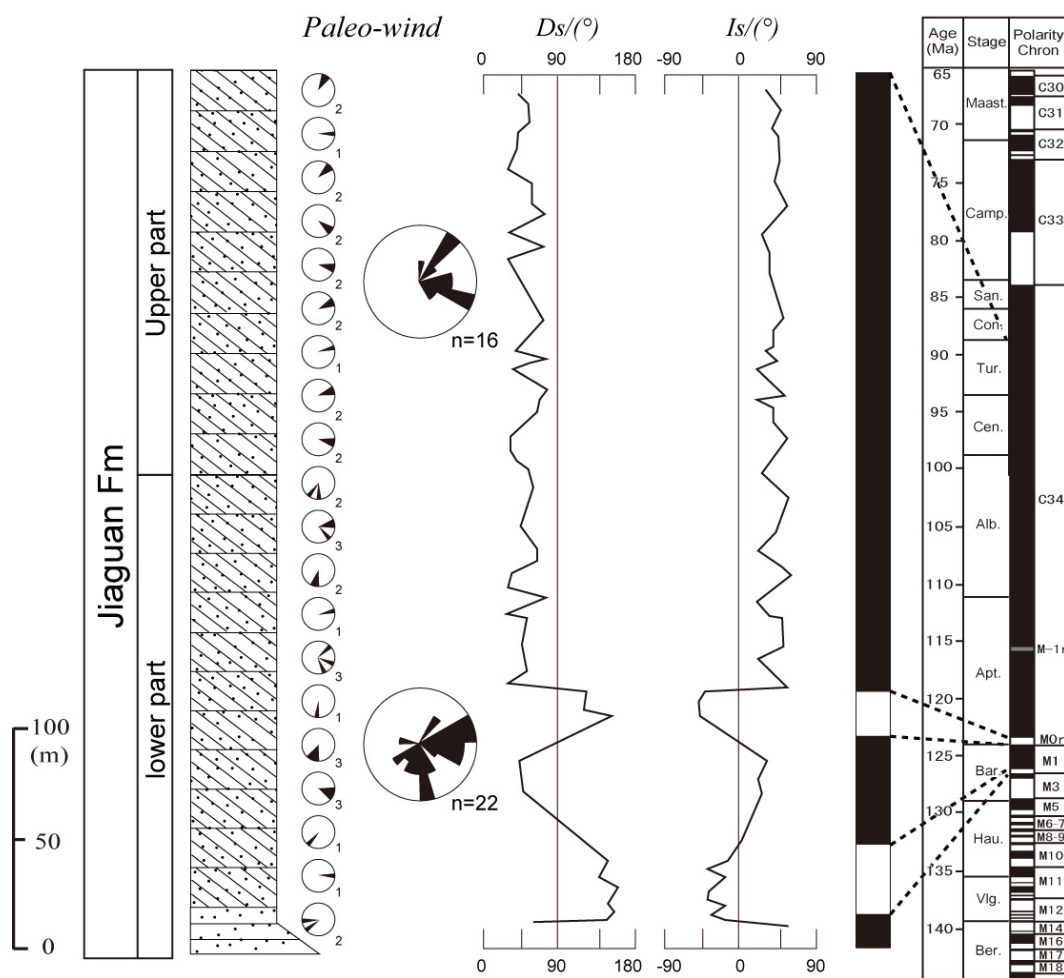 Paleo-wind
Ds/(°)
Is/(°)
0 90 180
-90 0 90
Age (Ma)
Stage
Polarity Chron
Jiaguan Fm
Upper part
lower part
100
(m)
50
0
2
1
2
2
2
2
1
2
2
2
3
2
1
3
1
3
3
1
1
2
n=16
n=22
0 90 180
-90 0 90
65
70
75
80
85
90
95
100
105
110
115
120
125
130
135
140
Maast.
Camp.
San.
Con.
Tur.
Cen.
Alb.
Apt.
Bar.
Hau.
Vlg.
Ber.
C30
C31
C32
C33
C34
M-1r
M0r
M1
M3
M5
M6-7
M8-9
M10
M11
M12
M14
M16
M17
M18